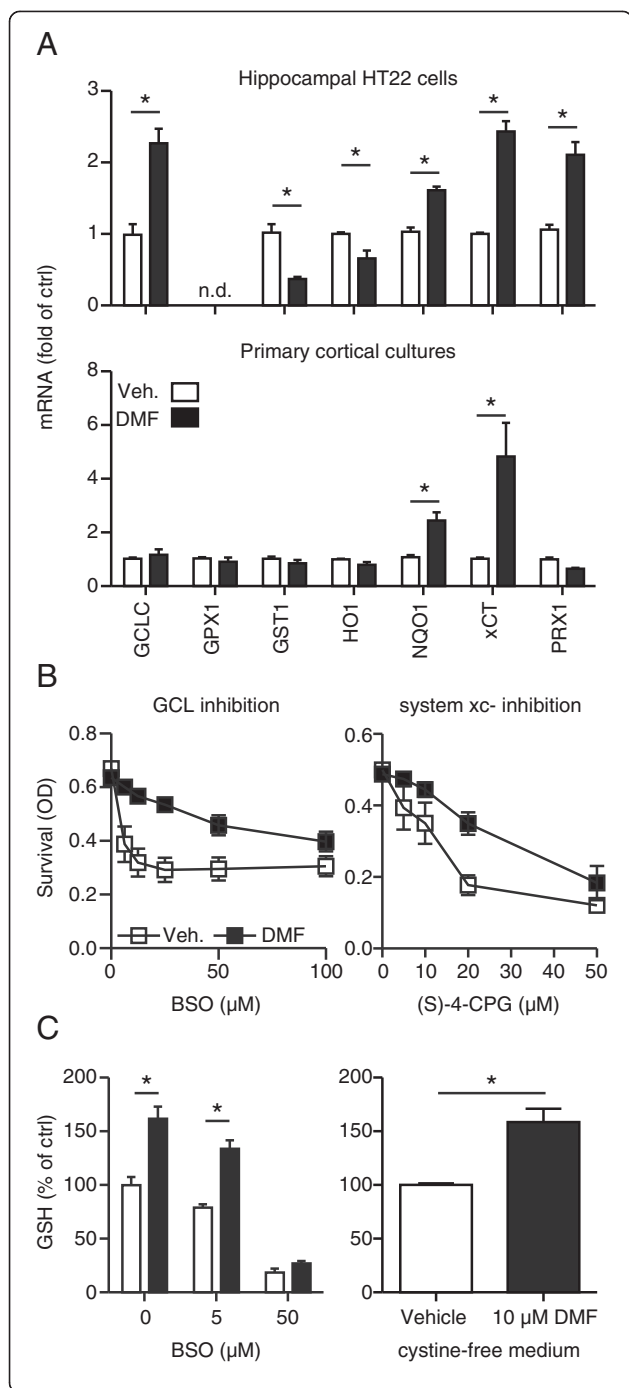 A
Hippocampal HT22 cells
3
2
1
0
*
*
*
*
*
*
n.d.
mRNA (fold of ctrl)
Primary cortical cultures
8
6
4
2
0
Veh.
DMF
*
*
GCLC
GPX1
GST1
HO1
NQO1
xCT
PRX1
B
GCL inhibition
system xc- inhibition
Survival (OD)
0.8
0.6
0.4
0.2
0.0
Veh.
DMF
0
50
100
BSO (µM)
0.6
0.4
0.2
0.0
0
10
20
30
40
50
(S)-4-CPG (µM)
C
GSH (% of ctrl)
200
150
100
50
0
*
*
0
5
50
BSO (µM)
200
150
100
50
0
*
Vehicle
10 µM DMF
cystine-free medium